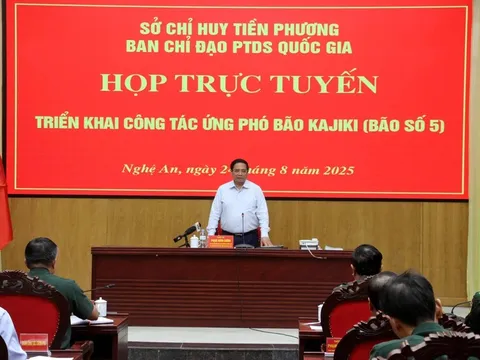 SỞ CHỈ HUY TIỀN PHƯƠNG
BAN CHỈ ĐẠO PTDS QUỐC GIA
HỌP TRỰC TUYẾN
TRIỂN KHAI CÔNG TÁC ỨNG PHÓ BÃO KAJIKI (BÃO SỐ 5)
Nghệ An, ngày 24 tháng 8 năm 2025